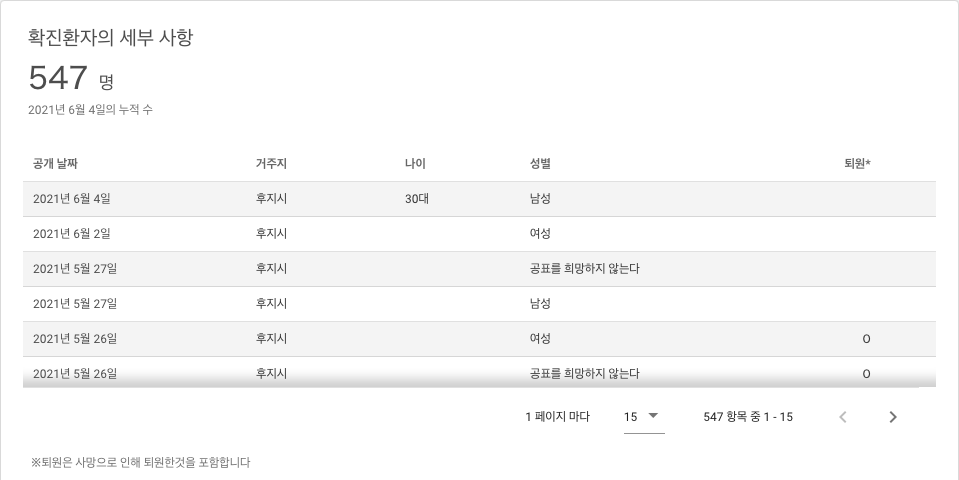 확진환자의 세부 사항
547 명
2021년 6월 4일의 누적 수
공개 날짜 거주지 나이 성별 퇴원*
2021년 6월 4일 후지시 30대 남성
2021년 6월 2일 후지시 여성
2021년 5월 27일 후지시 공표를 희망하지 않는다
2021년 5월 27일 후지시 남성
2021년 5월 26일 후지시 여성 O
2021년 5월 26일 후지시 공표를 희망하지 않는다 O
1 페이지 마다 15 547 항목 중 1 - 15
※퇴원은 사망으로 인해 퇴원한것을 포함합니다